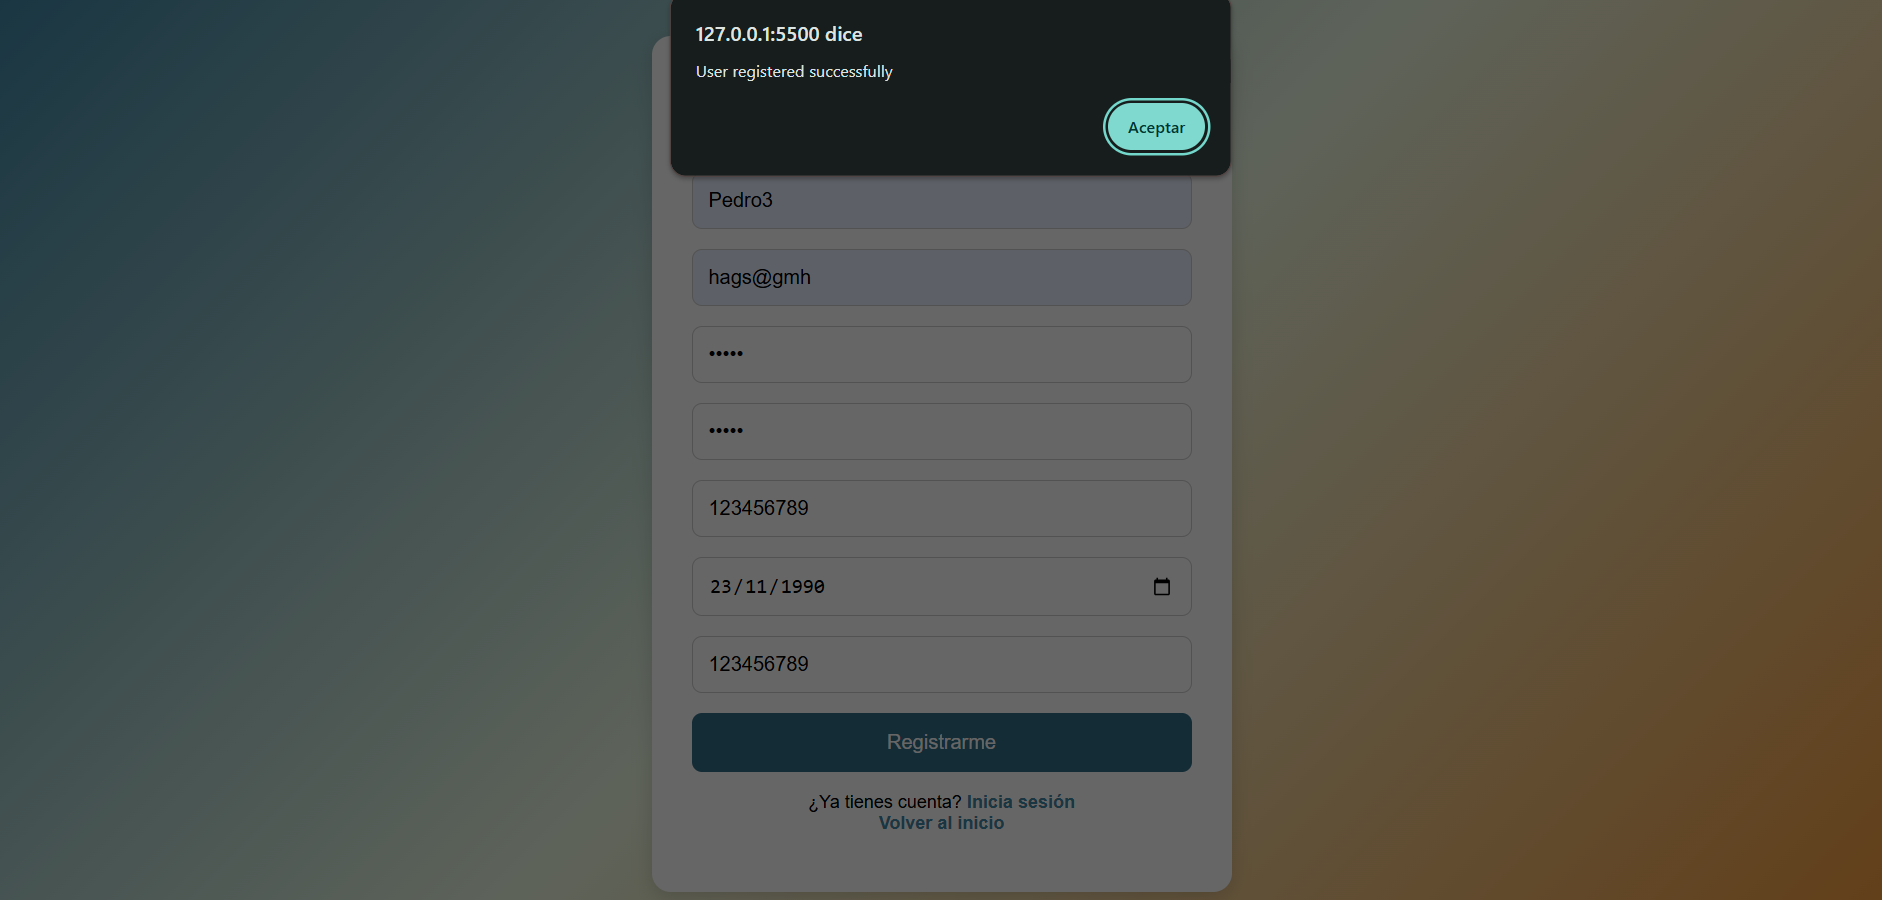 127.0.0.1:5500 dice
User registered successfully
Aceptar
Pedro3
hags@gmh
•••••
•••••
123456789
23/11/1990
123456789
Registrarme
¿Ya tienes cuenta? Inicia sesión
Volver al inicio